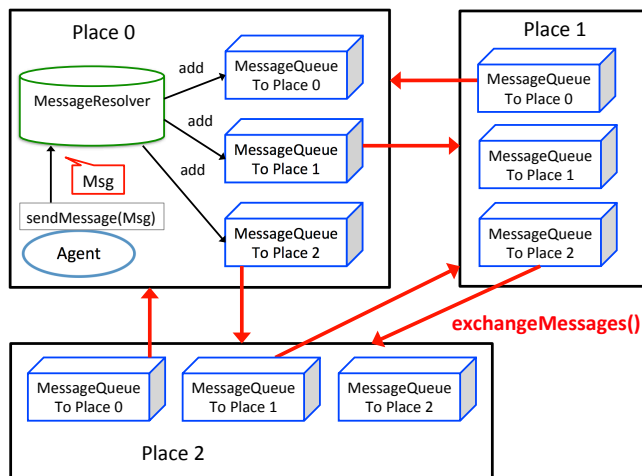 Place 0
MessageResolver
Msg
sendMessage(Msg)
Agent
add
add
add
MessageQueue
To Place 0
MessageQueue
To Place 1
MessageQueue
To Place 2
Place 1
MessageQueue
To Place 0
MessageQueue
To Place 1
MessageQueue
To Place 2
exchangeMessages()
MessageQueue
To Place 0
MessageQueue
To Place 1
MessageQueue
To Place 2
Place 2